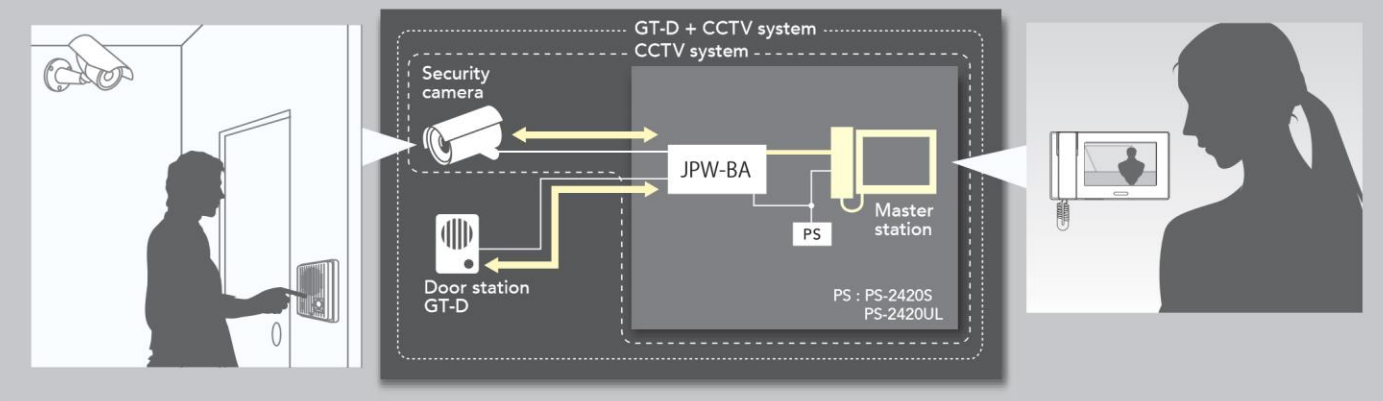 GT-D + CCTV system
CCTV system
Security
camera
JPW-BA
Master
station
PS
Door station
GT-D
PS : PS-2420S
PS-2420UL